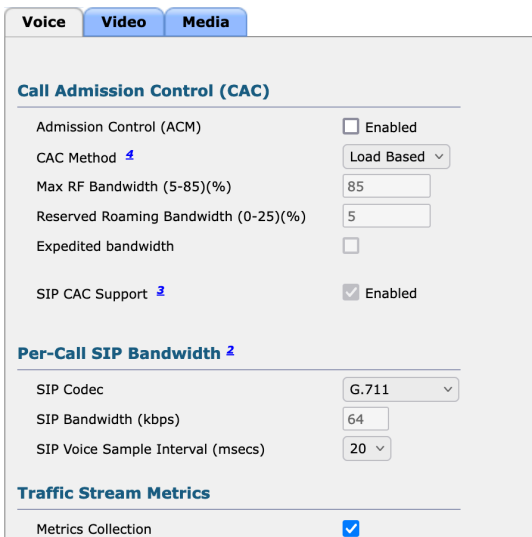 Voice Video Media
Call Admission Control (CAC)
Admission Control (ACM) Enabled
CAC Method 4 Load Based
Max RF Bandwidth (5-85)(%) 85
Reserved Roaming Bandwidth (0-25)(%) 5
Expedited bandwidth
SIP CAC Support 3 Enabled
Per-Call SIP Bandwidth 2
SIP Codec G.711
SIP Bandwidth (kbps) 64
SIP Voice Sample Interval (msecs) 20
Traffic Stream Metrics
Metrics Collection